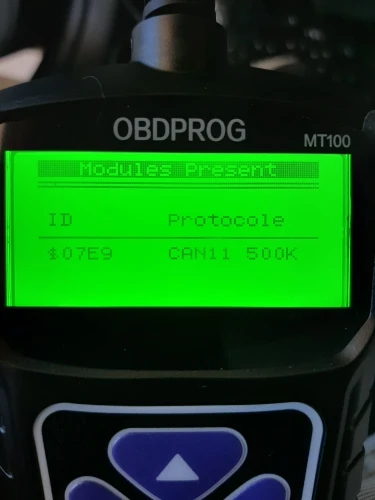 OBDPROG
MT100
Modules Present
ID Protocole
$07E9 CAN11 500K